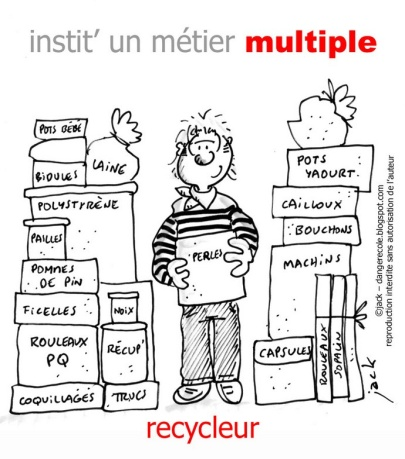 instit' un métier multiple
POTS BÉBÉ
BIDULES
LAINE
POLYSTYRÈNE
PAILLES
POMMES
DE PIN
FICELLES
NOIX
ROULEAUX
PQ
RÉCUP'
COQUILLAGES
TRUCS
PERLES
POTS
YAOURT.
CAILLOUX
BOUCHONS
MACHINS
CAPSULES
ROULEAUX
SOPALIN
jack
©jack – dangerecole.blogspot.com
reproduction interdite sans autorisation de l'auteur
recycleur